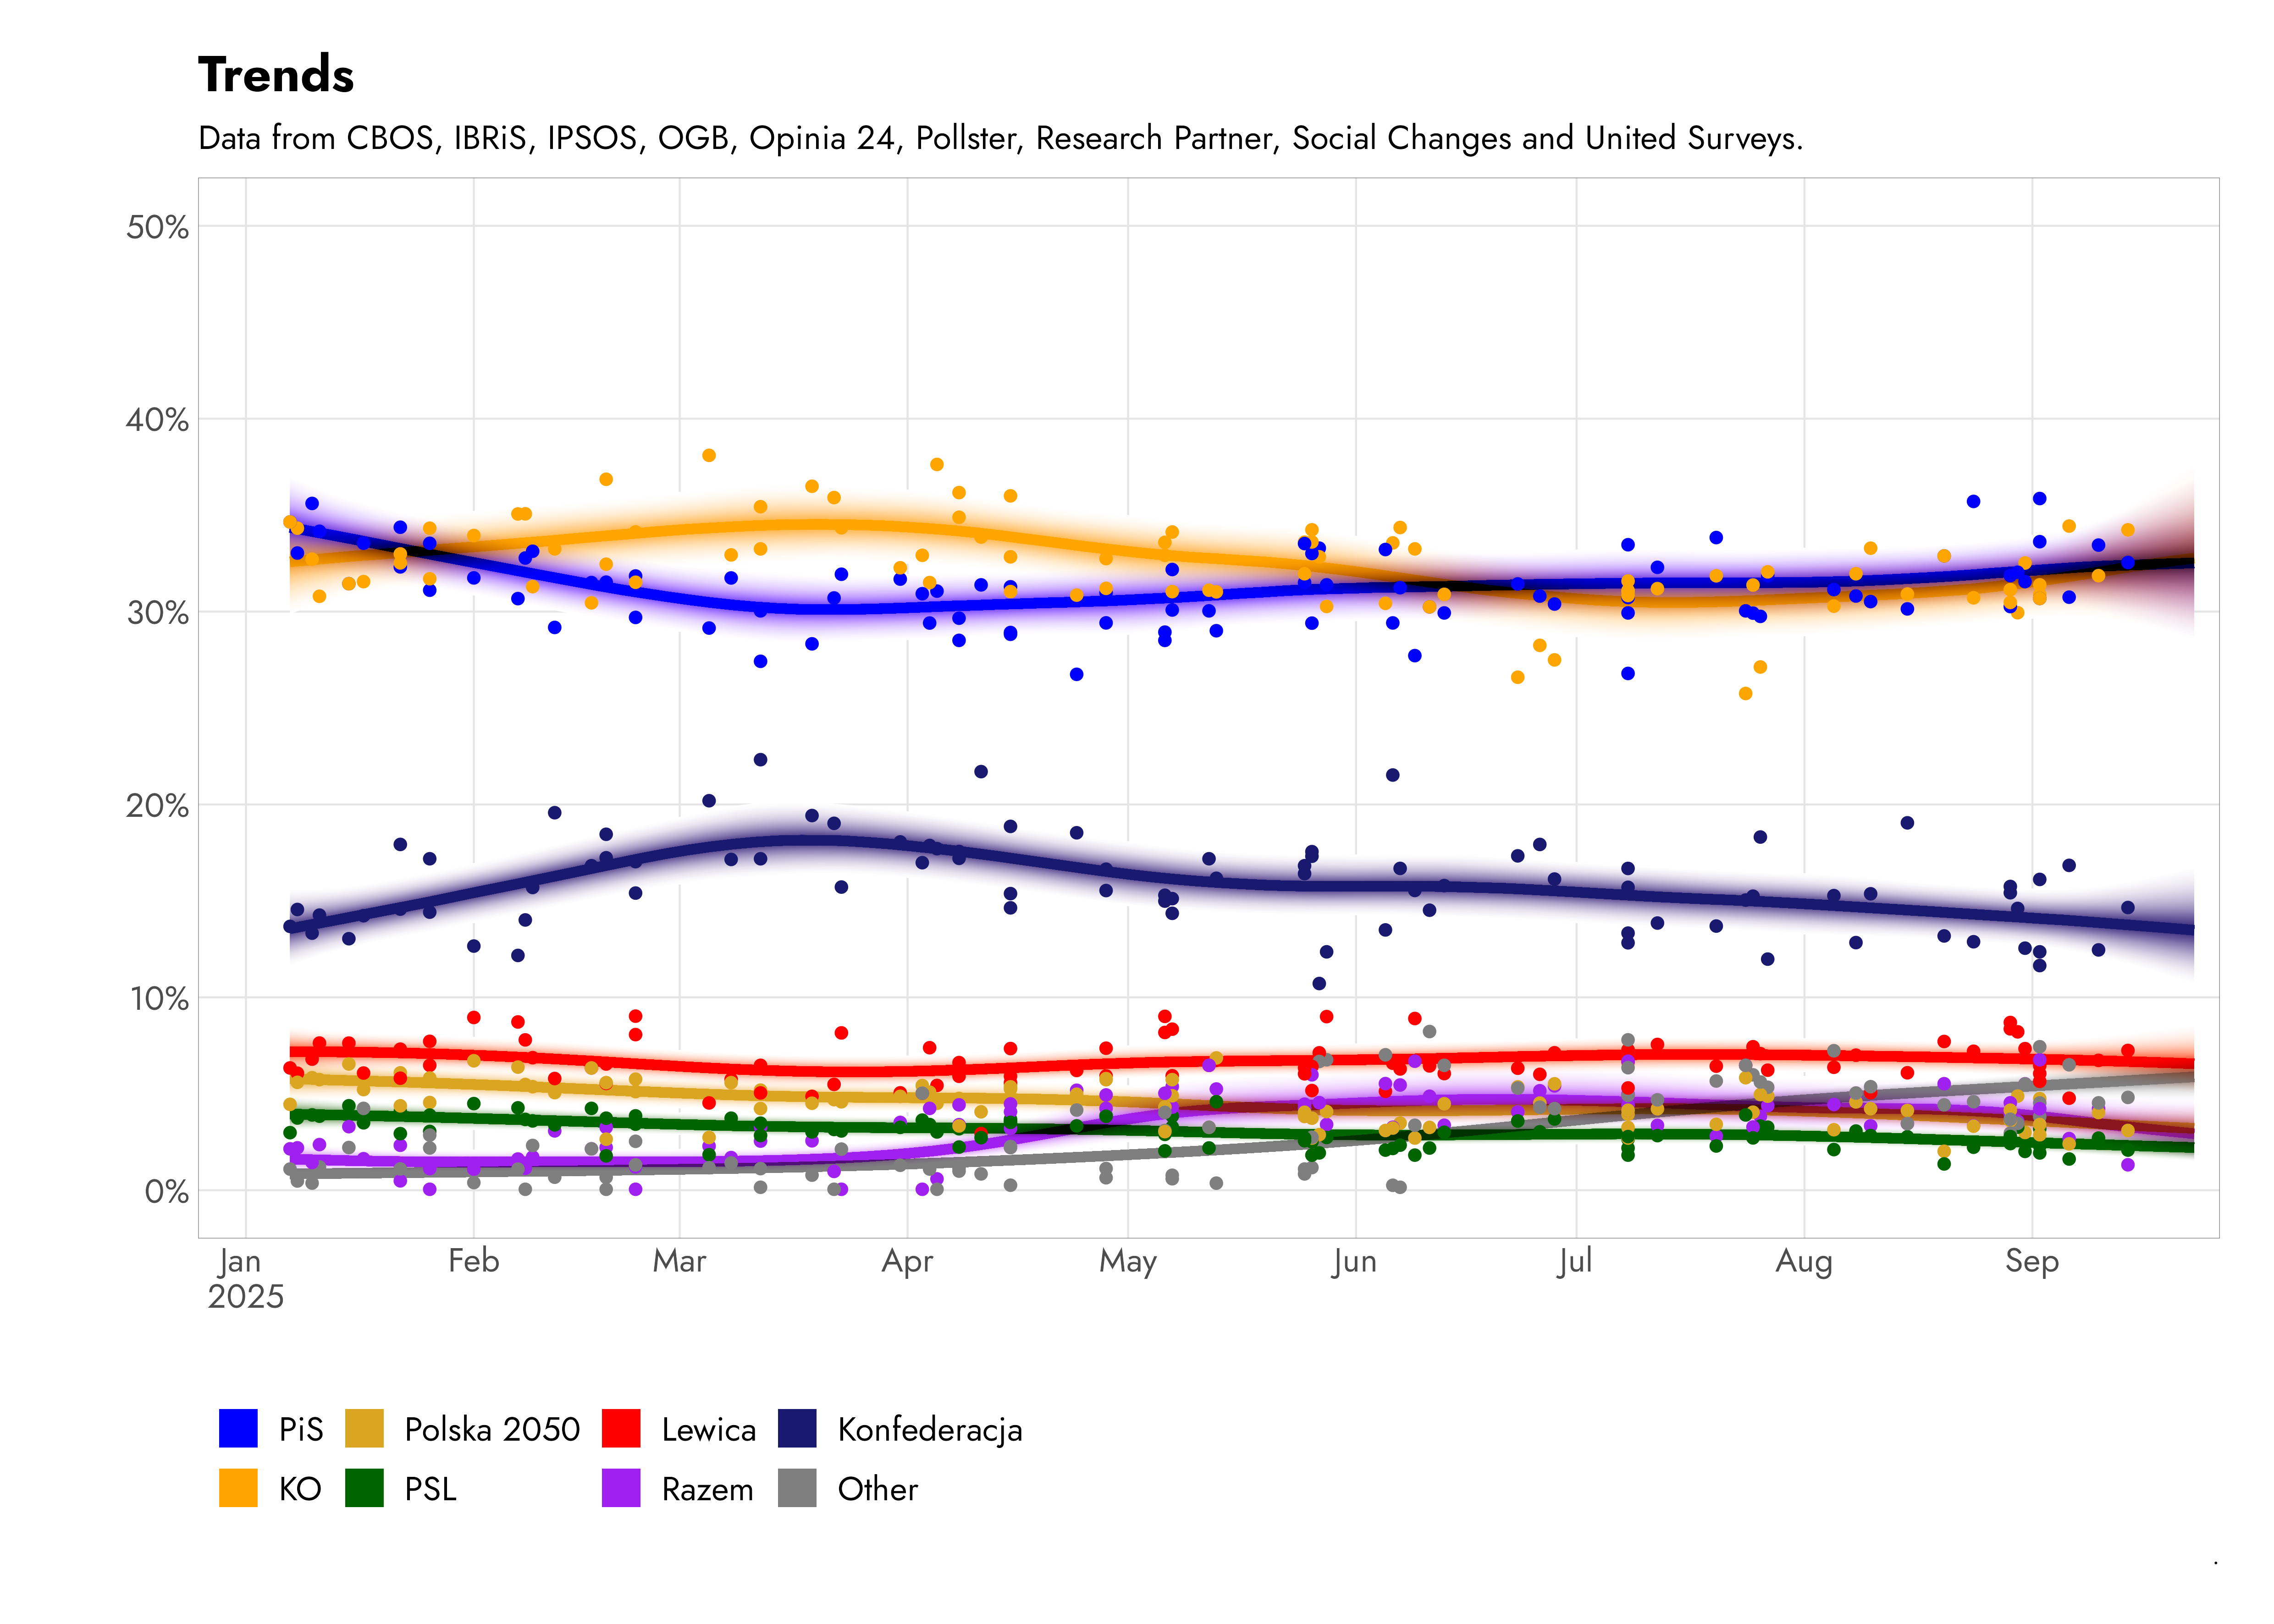 Trends
Data from CBOS, IBRiS, IPSOS, OGB, Opinia 24, Pollster, Research Partner, Social Changes and United Surveys.
50%
40%
30%
20%
10%
0%
Jan Feb Mar Apr May Jun Jul Aug Sep
2025
PiS Polska 2050 Lewica Konfederacja
KO PSL Razem Other
.